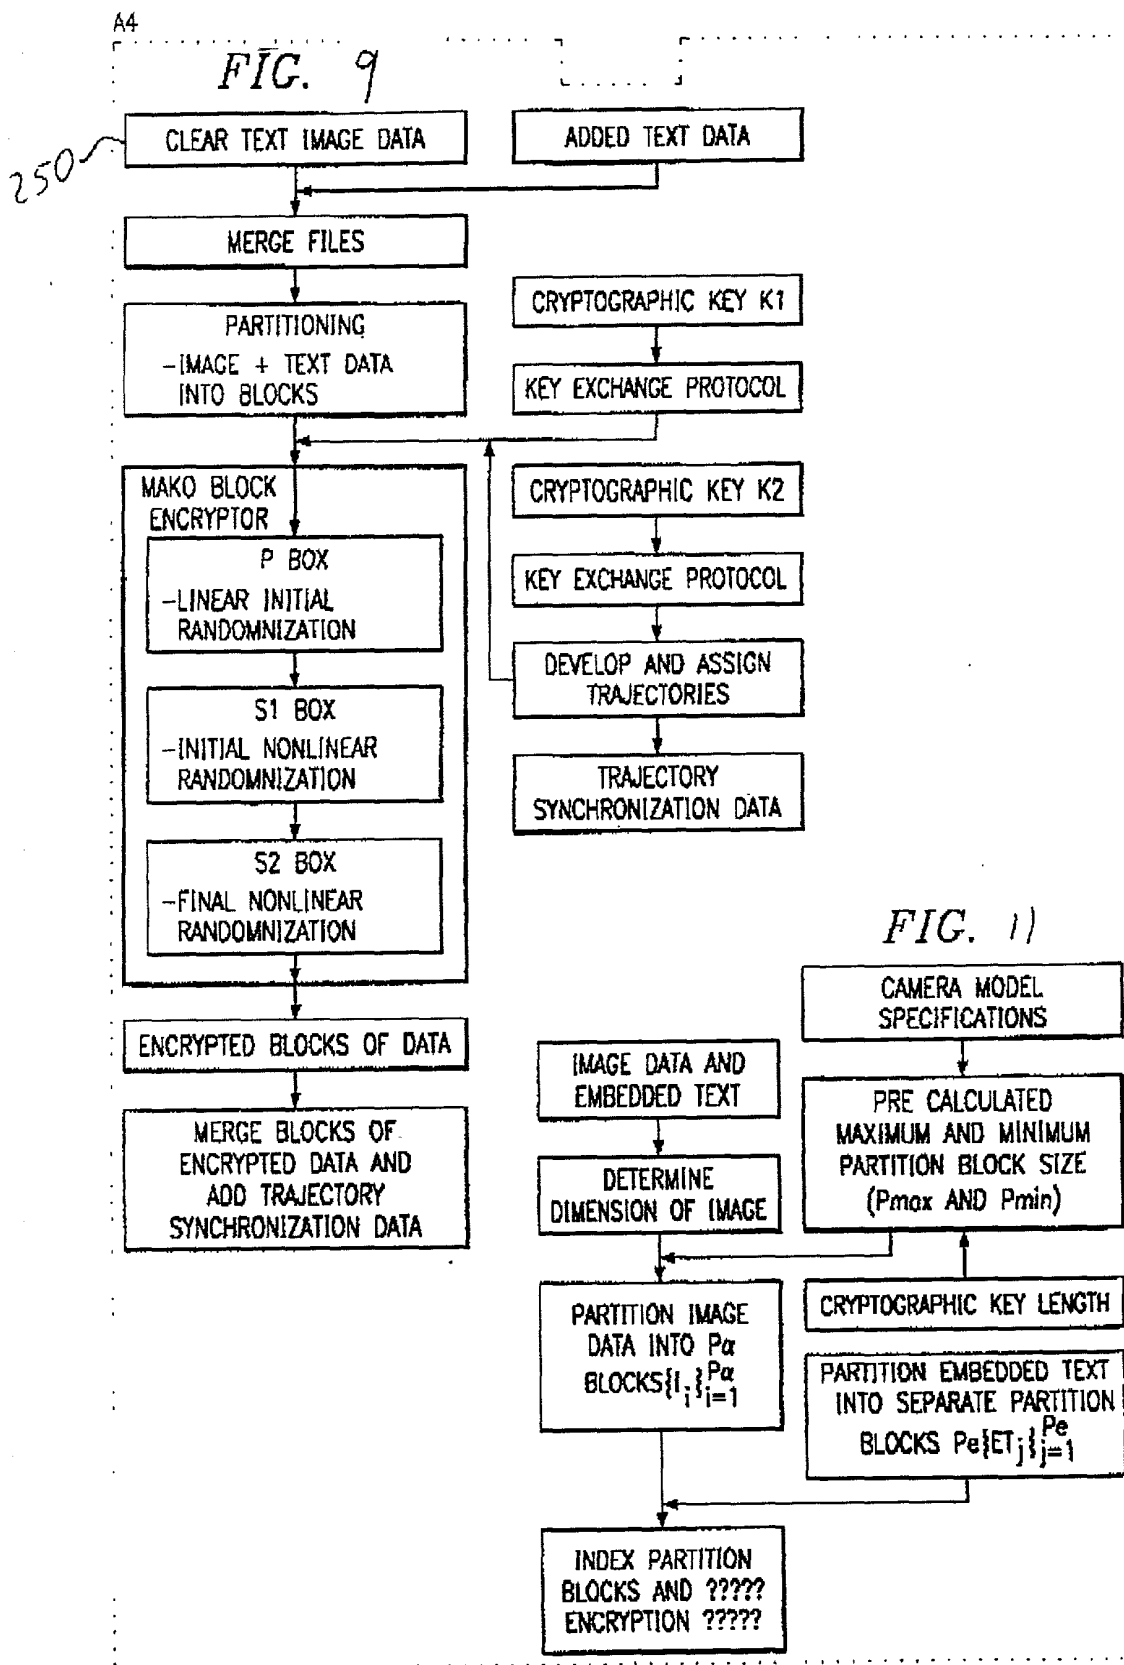 A4
FIG. 9
250
CLEAR TEXT IMAGE DATA
ADDED TEXT DATA
MERGE FILES
PARTITIONING
-IMAGE + TEXT DATA
INTO BLOCKS
CRYPTOGRAPHIC KEY K1
KEY EXCHANGE PROTOCOL
MAKO BLOCK
ENCRYPTOR
P BOX
-LINEAR INITIAL
RANDOMNIZATION
S1 BOX
-INITIAL NONLINEAR
RANDOMNIZATION
S2 BOX
-FINAL NONLINEAR
RANDOMNIZATION
CRYPTOGRAPHIC KEY K2
KEY EXCHANGE PROTOCOL
DEVELOP AND ASSIGN
TRAJECTORIES
TRAJECTORY
SYNCHRONIZATION DATA
ENCRYPTED BLOCKS OF DATA
MERGE BLOCKS OF
ENCRYPTED DATA AND
ADD TRAJECTORY
SYNCHRONIZATION DATA
FIG. 11
CAMERA MODEL
SPECIFICATIONS
IMAGE DATA AND
EMBEDDED TEXT
PRE CALCULATED
MAXIMUM AND MINIMUM
PARTITION BLOCK SIZE
(Pmax AND Pmin)
DETERMINE
DIMENSION OF IMAGE
CRYPTOGRAPHIC KEY LENGTH
PARTITION IMAGE
DATA INTO Pα
BLOCKS{I_i}_{i=1}^{Pα}
PARTITION EMBEDDED TEXT
INTO SEPARATE PARTITION
BLOCKS Pe{ET_j}_{j=1}^{Pe}
INDEX PARTITION
BLOCKS AND ?????
ENCRYPTION ?????